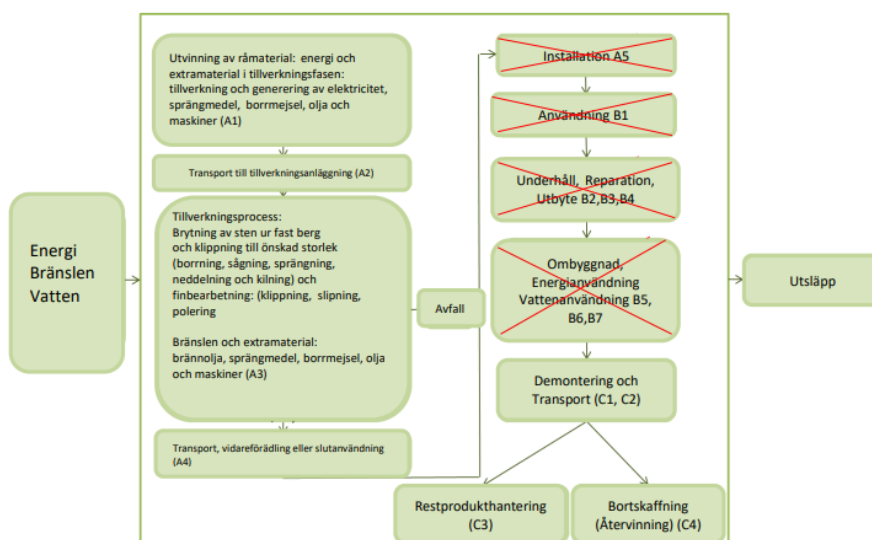 Energi
Bränslen
Vatten
Utvinning av råmaterial: energi och
extramaterial i tillverkningsfasen:
tillverkning och generering av elektricitet,
sprängmedel, borrmejsel, olja och
maskiner (A1)
Transport till tillverkningsanläggning (A2)
Tillverkningsprocess:
Brytning av sten ur fast berg
och klippning till önskad storlek
(borrning, sågning, sprängning,
neddelning och kilning) och
finbearbetning: (klippning, slipning,
polering
Bränslen och extramaterial:
brännolja, sprängmedel, borrmejsel, olja
och maskiner (A3)
Transport, vidareförädling eller slutanvändning
(A4)
Avfall
Installation A5
Användning B1
Underhåll, Reparation,
Utbyte B2,B3,B4
Ombyggnad,
Energianvändning
Vattenanvändning B5,
B6,B7
Demontering och
Transport (C1, C2)
Restprodukthantering
(C3)
Bortskaffning
(Återvinning) (C4)
Utsläpp